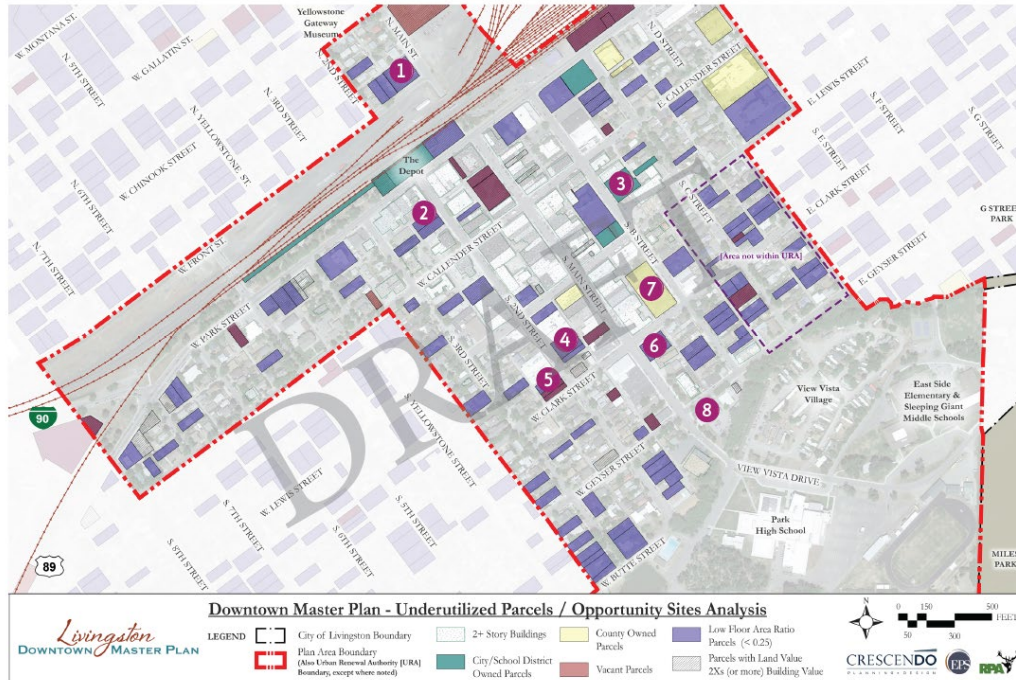 Yellowstone
Gateway
Museum
W. MONTANA ST.
W. GALLATIN ST.
N. 5TH STREET
N. 3RD STREET
N. 2ND STREET
N. MAIN ST.
1
N. YELLOWSTONE ST.
W. CHINOOK STREET
N. 6TH STREET
N. 7TH STREET
W. FRONT ST.
The
Depot
2
W. CALLENDER STREET
W. PARK STREET
N. D STREET
E. CALLENDER STREET
E. LEWIS STREET
S. F STREET
S. E STREET
S. G STREET
E. CLARK STREET
E. GEYSER STREET
G STREET
PARK
3
S. B STREET
[Area not within URA]
S. MAIN STREET
7
S. 2ND STREET
4
6
5
8
S. 3RD STREET
W. CLARK STREET
S. YELLOWSTONE STREET
W. LEWIS STREET
S. 5TH STREET
S. 6TH STREET
S. 7TH STREET
S. 8TH STREET
W. GEYSER STREET
W. BUTTE STREET
View Vista
Village
East Side
Elementary &
Sleeping Giant
Middle Schools
VIEW VISTA DRIVE
Park
High School
MILES
PARK
90
89
DRAFT
Livingston
DOWNTOWN MASTER PLAN
Downtown Master Plan - Underutilized Parcels / Opportunity Sites Analysis
LEGEND
City of Livingston Boundary
Plan Area Boundary
(Also Urban Renewal Authority [URA]
Boundary, except where noted)
2+ Story Buildings
City/School District
Owned Parcels
County Owned
Parcels
Vacant Parcels
Low Floor Area Ratio
Parcels (< 0.25)
Parcels with Land Value
2Xs (or more) Building Value
N
0 150 500
FEET
50 300
CRESCENDO
PLANNING+DESIGN
EPS
RPA